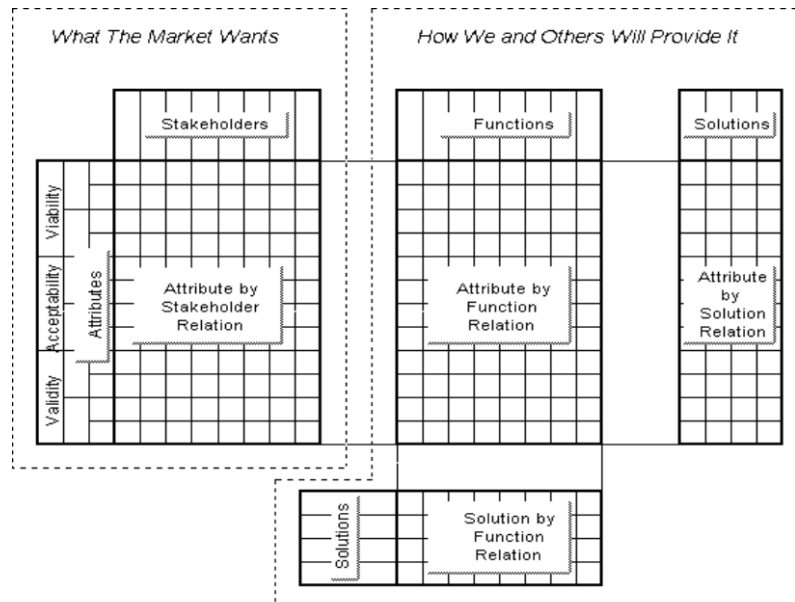 What The Market Wants
How We and Others Will Provide It
Stakeholders
Functions
Solutions
Viability
Acceptability
Validity
Attributes
Attribute by
Stakeholder
Relation
Attribute by
Function
Relation
Attribute
by
Solution
Relation
Solutions
Solution by
Function
Relation